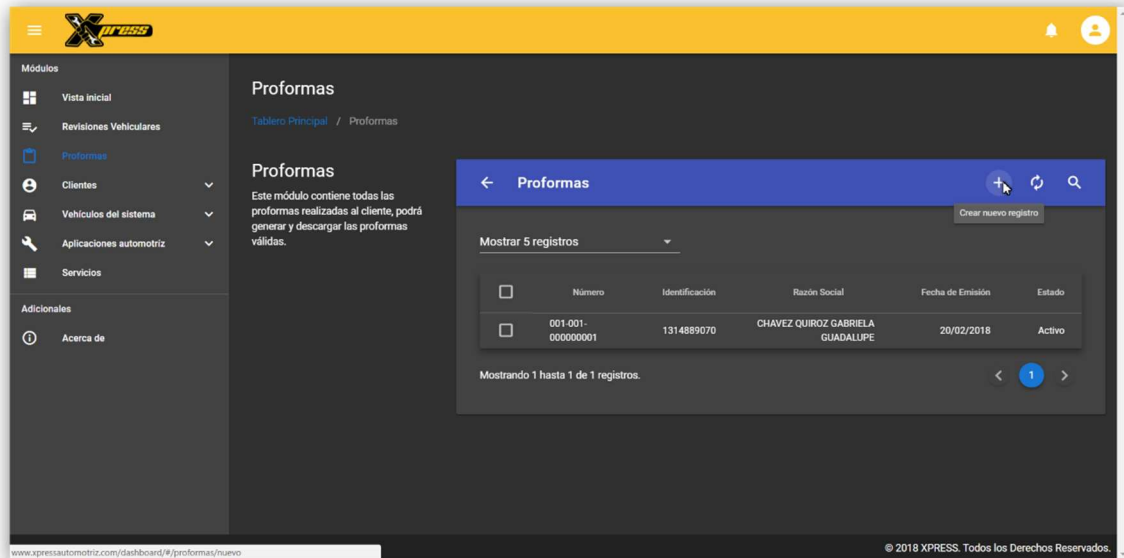 Xpress
Módulos
Vista inicial
Revisiones Vehiculares
Proformas
Clientes
Vehículos del sistema
Aplicaciones automotriz
Servicios
Adicionales
Acerca de
Proformas
Tablero Principal / Proformas
Proformas
Este módulo contiene todas las
proformas realizadas al cliente, podrá
generar y descargar las proformas
válidas.
Proformas
Crear nuevo registro
Mostrar 5 registros
Número Identificación Razón Social Fecha de Emisión Estado
001-001-
000000001 1314889070 CHAVEZ QUIROZ GABRIELA
GUADALUPE 20/02/2018 Activo
Mostrando 1 hasta 1 de 1 registros.
1
www.xpressautomotriz.com/dashboard/#/proformas/nuevo
© 2018 XPRESS. Todos los Derechos Reservados.